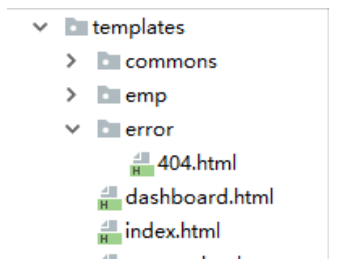 templates
commons
emp
error
404.html
dashboard.html
index.html